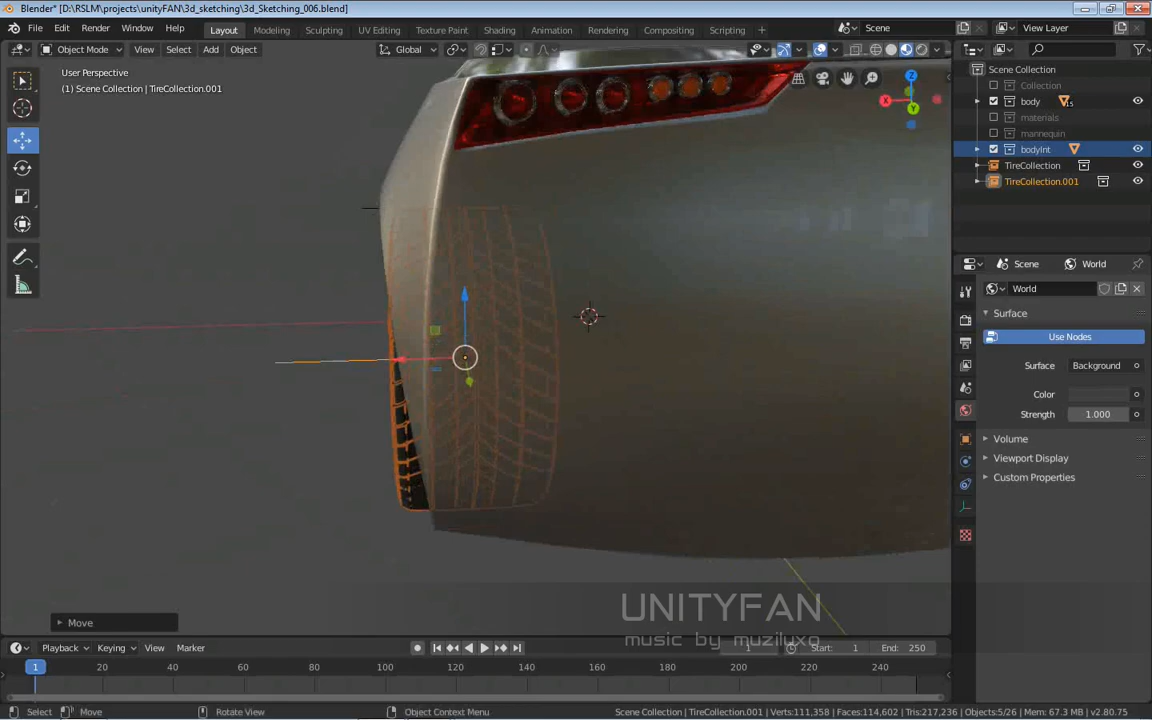 Blender* [D:\RSLM\projects\unityFAN\3d_sketching\3d_Sketching_006.blend]
File Edit Render Window Help Layout Modeling Sculpting UV Editing Texture Paint Shading Animation Rendering Compositing Scripting Scene View Layer
Object Mode View Select Add Object Global
User Perspective
(1) Scene Collection | TireCollection.001
Scene Collection
Collection
body 15
materials
mannequin
bodyInt
TireCollection
TireCollection.001
Z
X
Y
Scene World
World
Surface
Use Nodes
Surface Background
Color
Strength 1.000
Volume
Viewport Display
Custom Properties
Move
UNITYFAN
music by muziluxo
Playback Keying View Marker 1 Start: 1 End: 250
1 20 40 60 80 100 120 140 160 180 200 220 240
Select Move Rotate View Object Context Menu Scene Collection | TireCollection.001 | Verts:111,358 | Faces:114,602 | Tris:217,236 | Objects:5/26 | Mem: 67.3 MB | v2.80.75